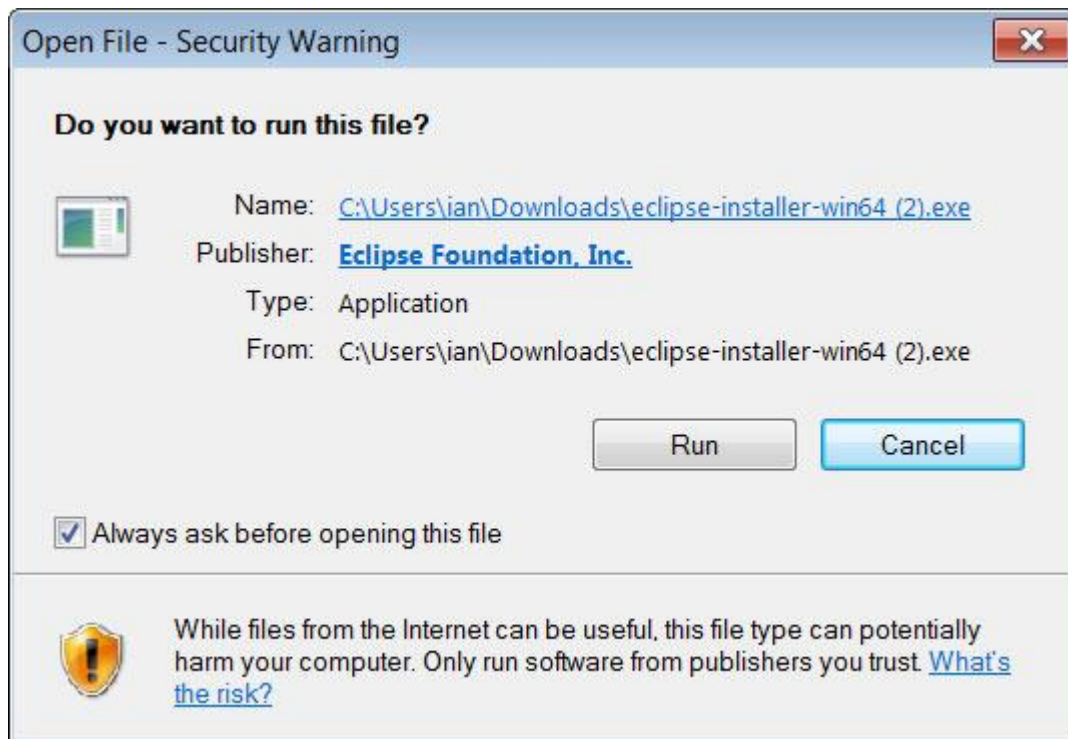 Open File - Security Warning
Do you want to run this file?
Name: C:\Users\ian\Downloads\eclipse-installer-win64 (2).exe
Publisher: Eclipse Foundation, Inc.
Type: Application
From: C:\Users\ian\Downloads\eclipse-installer-win64 (2).exe
Run Cancel
Always ask before opening this file
While files from the Internet can be useful, this file type can potentially
harm your computer. Only run software from publishers you trust. What's
the risk?